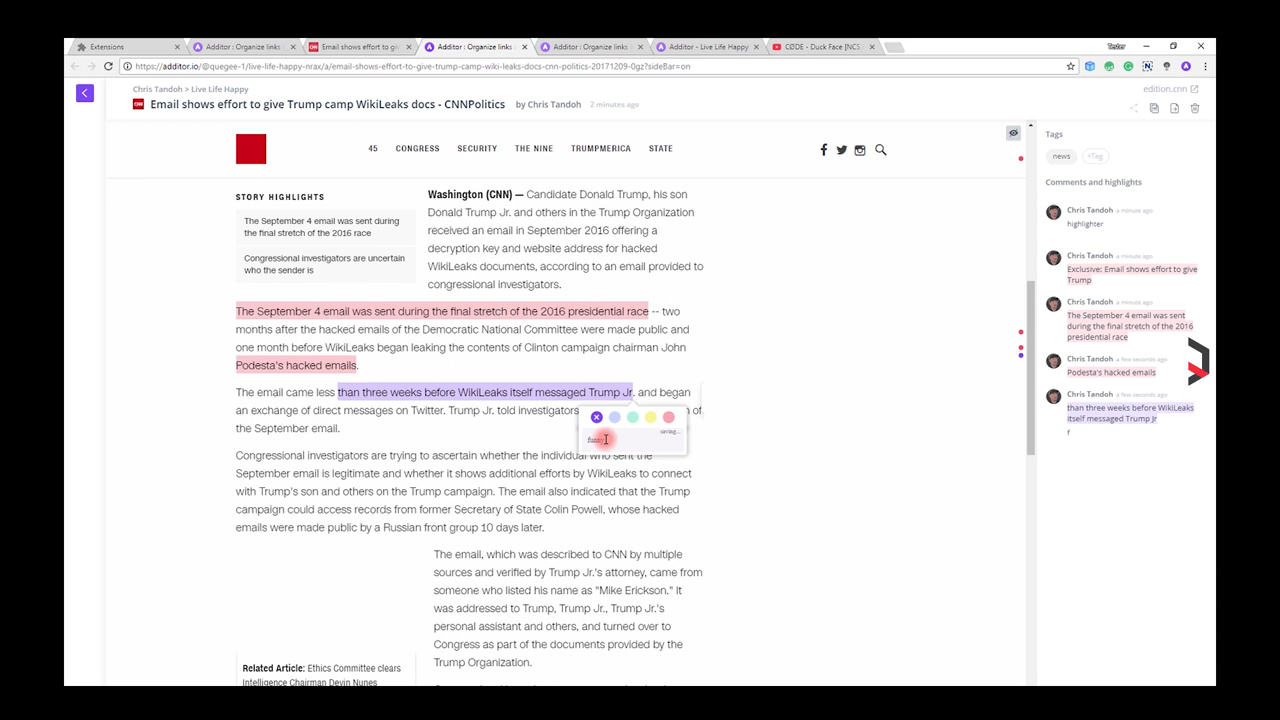 Extensions
Additor : Organize links
Email shows effort to giv
Additor : Organize links
Additor : Organize links
Additor - Live Life Happy
CØDE - Duck Face [NCS
Tester
https://additor.io/@quegee-1/live-life-happy-nrax/a/email-shows-effort-to-give-trump-camp-wiki-leaks-docs-cnn-politics-20171209-0gz?sideBar=on
Chris Tandoh > Live Life Happy
edition.cnn
CNN
Email shows effort to give Trump camp WikiLeaks docs - CNNPolitics by Chris Tandoh 2 minutes ago
45 CONGRESS SECURITY THE NINE TRUMPMERICA STATE
STORY HIGHLIGHTS
The September 4 email was sent during
the final stretch of the 2016 race
Congressional investigators are uncertain
who the sender is
Washington (CNN) — Candidate Donald Trump, his son
Donald Trump Jr. and others in the Trump Organization
received an email in September 2016 offering a
decryption key and website address for hacked
WikiLeaks documents, according to an email provided to
congressional investigators.
The September 4 email was sent during the final stretch of the 2016 presidential race -- two
months after the hacked emails of the Democratic National Committee were made public and
one month before WikiLeaks began leaking the contents of Clinton campaign chairman John
Podesta's hacked emails.
The email came less than three weeks before WikiLeaks itself messaged Trump Jr. and began
an exchange of direct messages on Twitter. Trump Jr. told investigators of
the September email.
saving...
funny
Congressional investigators are trying to ascertain whether the individual who sent the
September email is legitimate and whether it shows additional efforts by WikiLeaks to connect
with Trump's son and others on the Trump campaign. The email also indicated that the Trump
campaign could access records from former Secretary of State Colin Powell, whose hacked
emails were made public by a Russian front group 10 days later.
The email, which was described to CNN by multiple
sources and verified by Trump Jr.'s attorney, came from
someone who listed his name as "Mike Erickson." It
was addressed to Trump, Trump Jr., Trump Jr.'s
personal assistant and others, and turned over to
Congress as part of the documents provided by the
Trump Organization.
Related Article: Ethics Committee clears
Intelligence Chairman Devin Nunes
Tags
news
+Tag
Comments and highlights
Chris Tandoh a minute ago
highlighter
Chris Tandoh a minute ago
Exclusive: Email shows effort to give
Trump
Chris Tandoh a minute ago
The September 4 email was sent
during the final stretch of the 2016
presidential race
Chris Tandoh a few seconds ago
Podesta's hacked emails
Chris Tandoh a few seconds ago
than three weeks before WikiLeaks
itself messaged Trump Jr
f